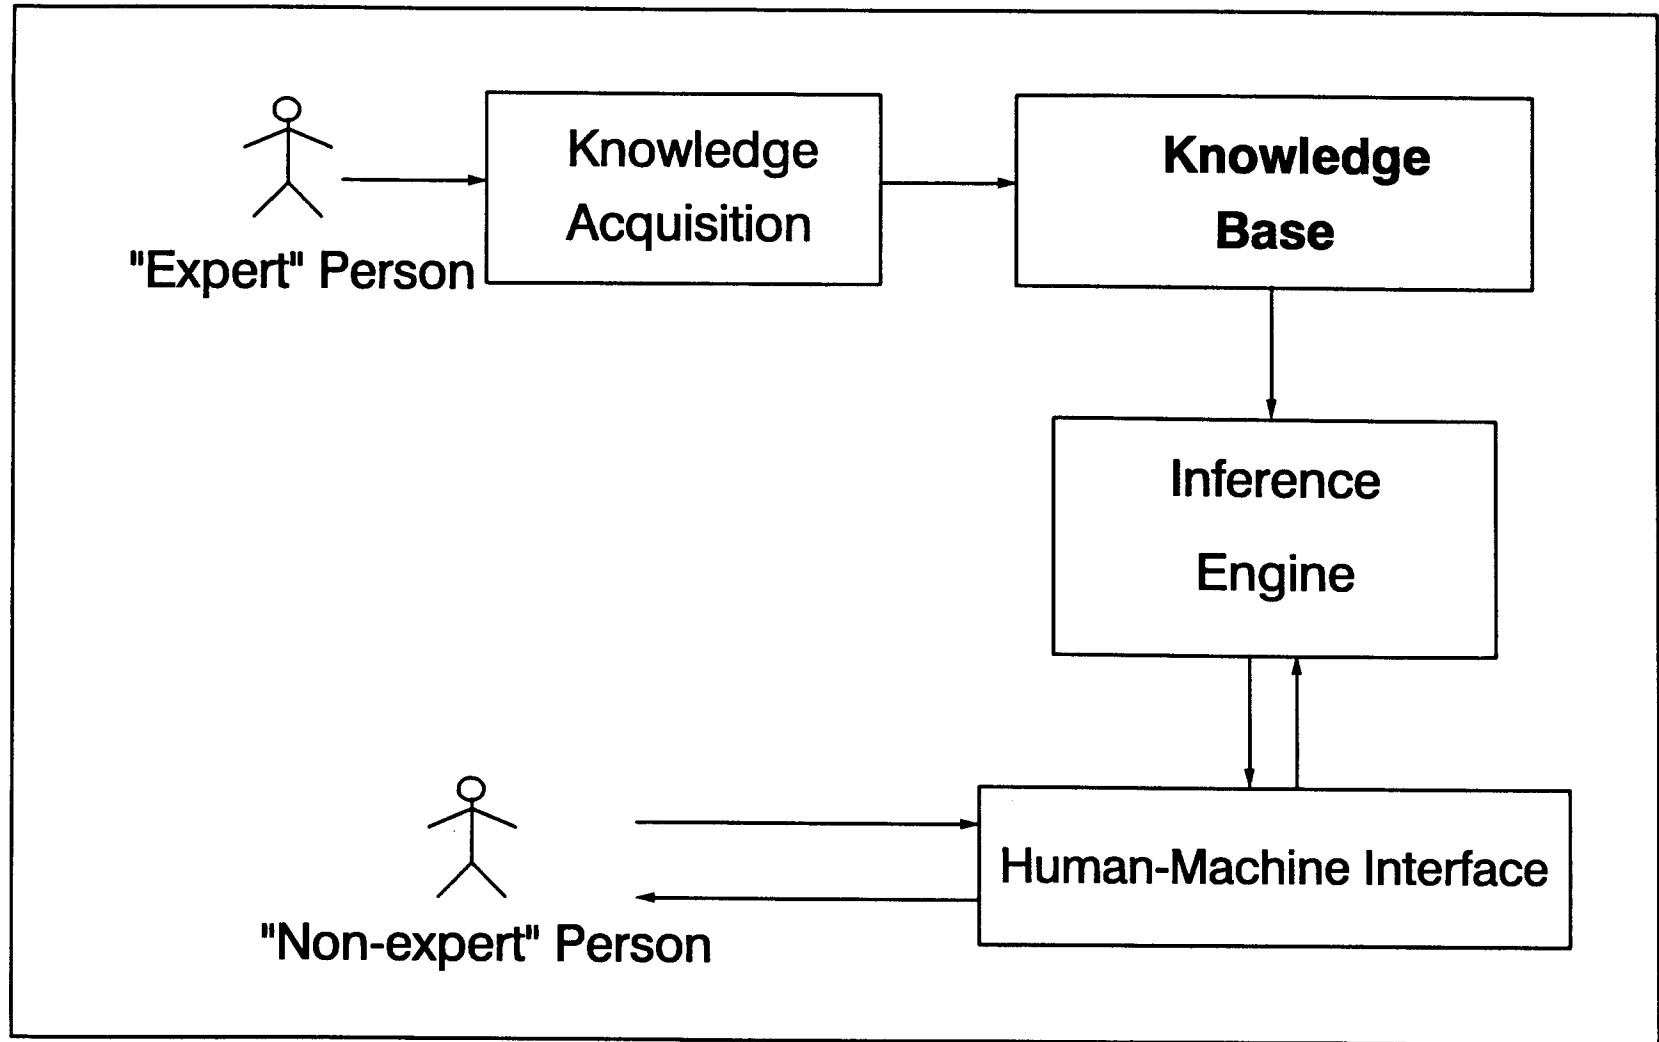 Knowledge
Acquisition
"Expert" Person
Knowledge
Base
Inference
Engine
Human-Machine Interface
"Non-expert" Person